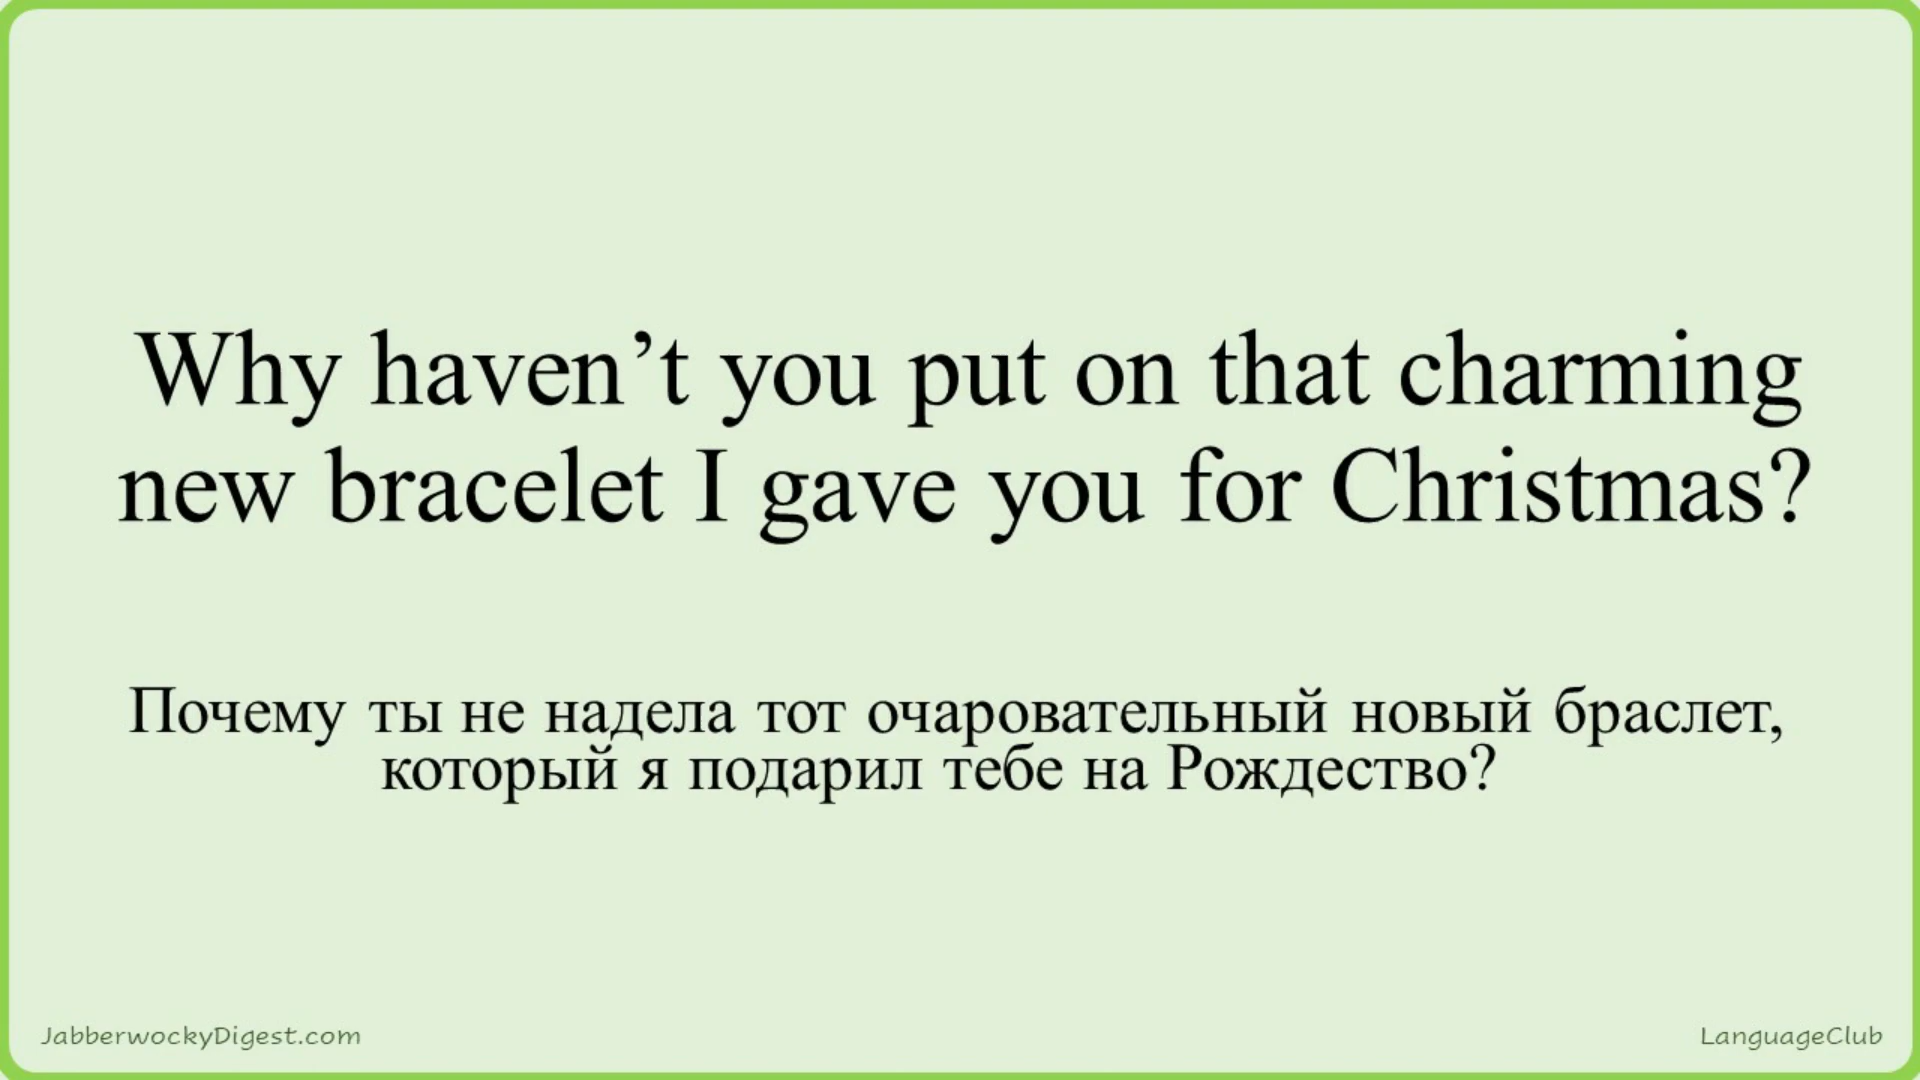 Why haven’t you put on that charming
new bracelet I gave you for Christmas?
Почему ты не надела тот очаровательный новый браслет,
который я подарил тебе на Рождество?
JabberwockyDigest.com
LanguageClub